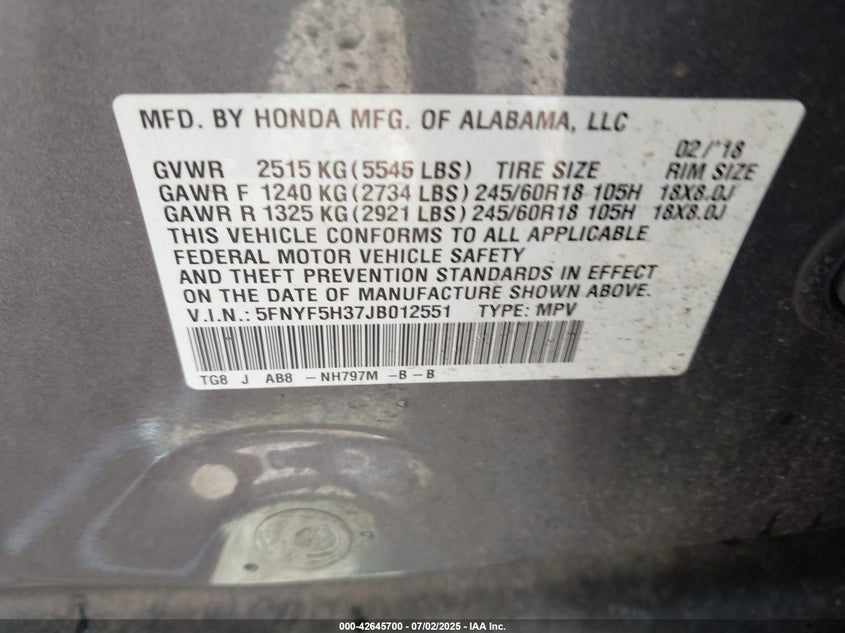 MFD. BY HONDA MFG. OF ALABAMA, LLC
02/'18
GVWR 2515 KG(5545 LBS) TIRE SIZE RIM SIZE
GAWR F 1240 KG(2734 LBS) 245/60R18 105H 18X8.0J
GAWR R 1325 KG(2921 LBS) 245/60R18 105H 18X8.0J
THIS VEHICLE CONFORMS TO ALL APPLICABLE
FEDERAL MOTOR VEHICLE SAFETY
AND THEFT PREVENTION STANDARDS IN EFFECT
ON THE DATE OF MANUFACTURE SHOWN ABOVE.
V.I.N.: 5FNYF5H37JB012551 TYPE: MPV
TG8 J AB8 -NH797M -B -B
000-42645700 - 07/02/2025 - IAA Inc.